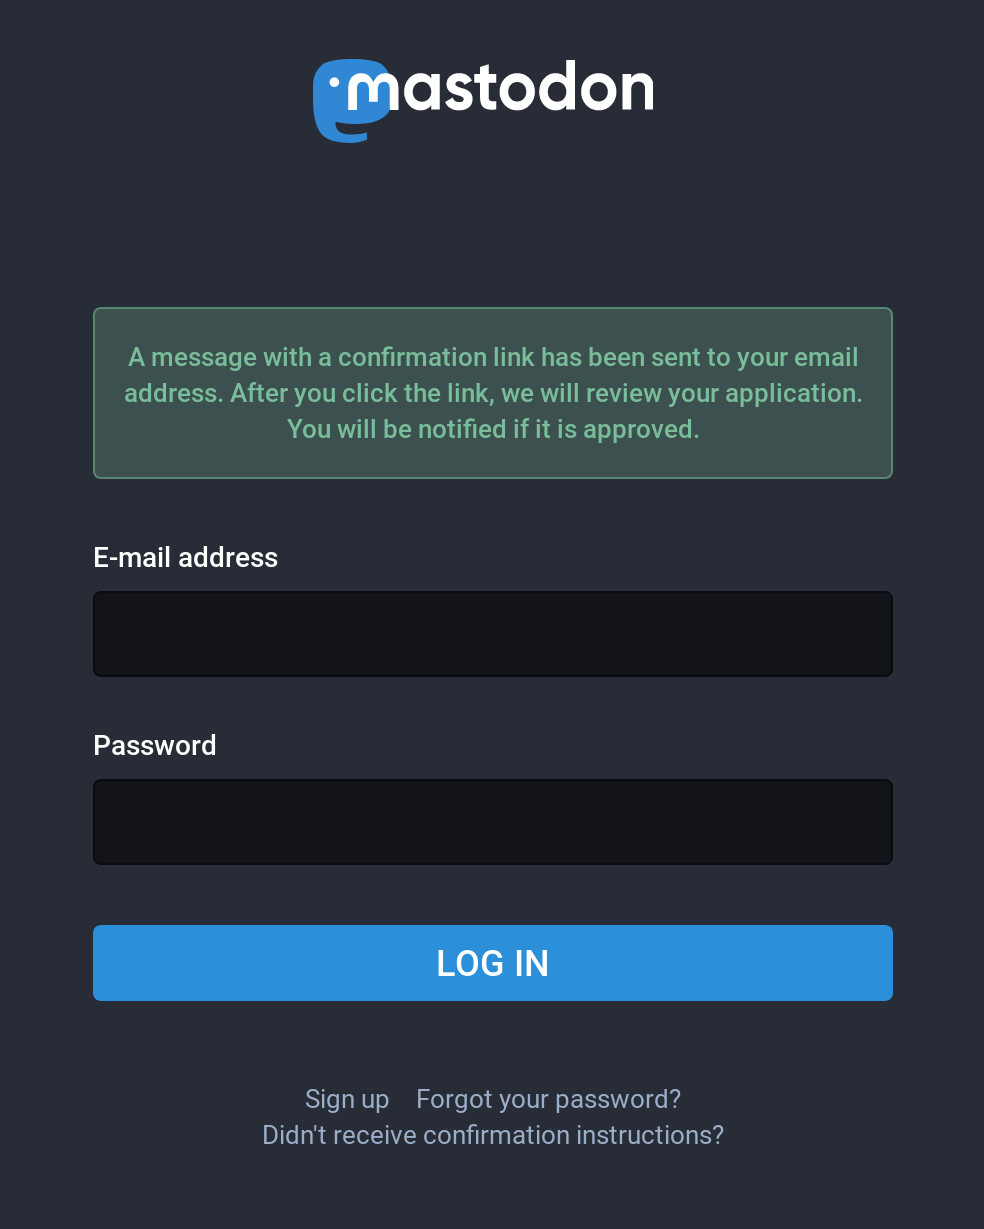 mastodon
A message with a confirmation link has been sent to your email
address. After you click the link, we will review your application.
You will be notified if it is approved.
E-mail address
Password
LOG IN
Sign up Forgot your password?
Didn't receive confirmation instructions?